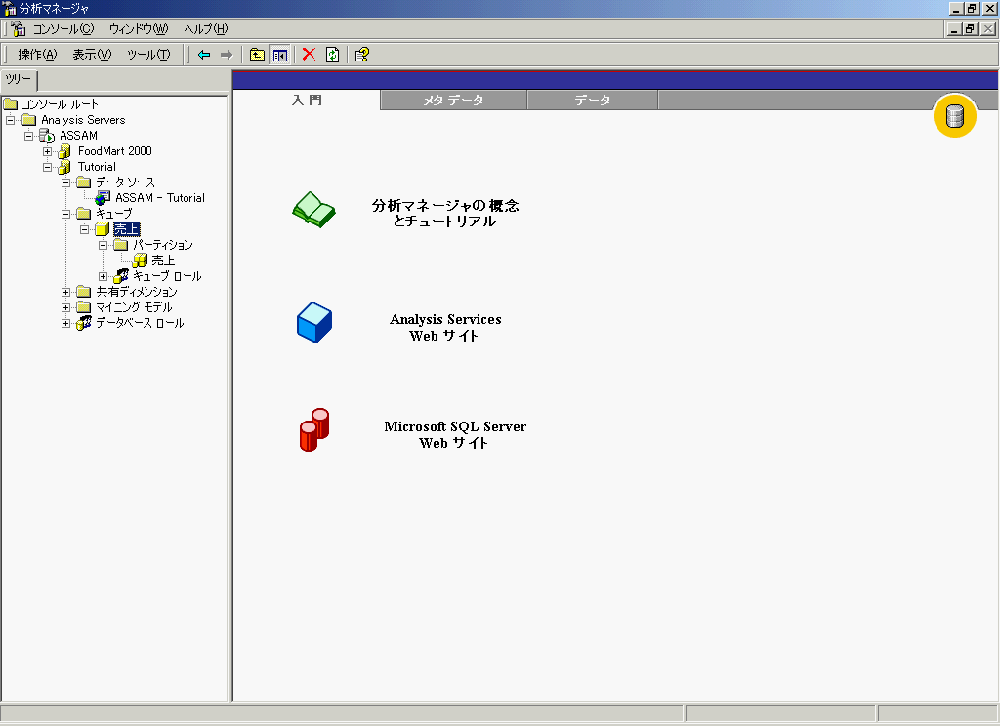 分析マネージャ
コンソール(C) ウィンドウ(W) ヘルプ(H)
操作(A) 表示(V) ツール(T)
ツリー
コンソール ルート
Analysis Servers
ASSAM
FoodMart 2000
Tutorial
データ ソース
ASSAM - Tutorial
キューブ
売上
パーティション
売上
キューブ ロール
共有ディメンション
マイニング モデル
データベース ロール
入門 メタ データ データ
分析マネージャの概念
とチュートリアル
Analysis Services
Web サイト
Microsoft SQL Server
Web サイト